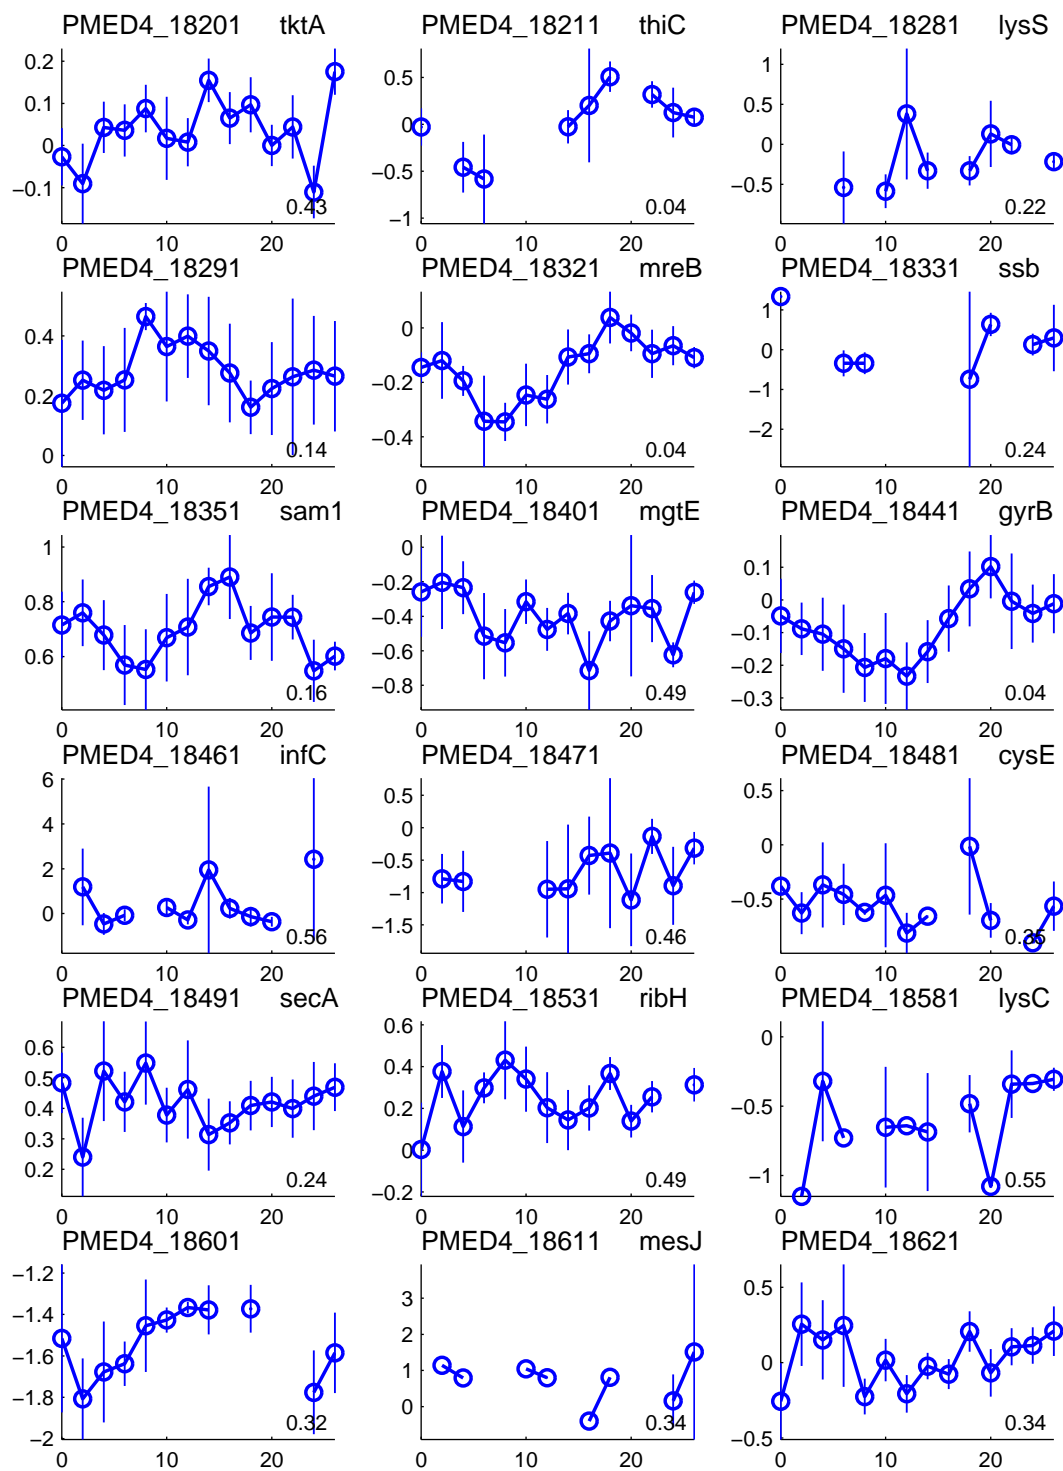 PMED4_18201 tktA PMED4_18211 thiC PMED4_18281 lysS
0.2 0.1 0 −0.1 0.43 0.5 0 −0.5 −1 0.04 1 0.5 0 −0.5 0.22
0 10 20 0 10 20 0 10 20
PMED4_18291 PMED4_18321 mreB PMED4_18331 ssb
0.4 0.2 0 0.14 0 −0.2 −0.4 0.04 1 0 −1 −2 0.24
0 10 20 0 10 20 0 10 20
PMED4_18351 sam1 PMED4_18401 mgtE PMED4_18441 gyrB
1 0.8 0.6 0.16 0 −0.2 −0.4 −0.6 −0.8 0.49 0.1 0 −0.1 −0.2 −0.3 0.04
0 10 20 0 10 20 0 10 20
PMED4_18461 infC PMED4_18471 PMED4_18481 cysE
6 4 2 0 0.56 0.5 0 −0.5 −1 −1.5 0.46 0.5 0 −0.5 0.35
0 10 20 0 10 20 0 10 20
PMED4_18491 secA PMED4_18531 ribH PMED4_18581 lysC
0.6 0.5 0.4 0.3 0.2 0.24 0.6 0.4 0.2 0 −0.2 0.49 0 −0.5 −1 0.55
0 10 20 0 10 20 0 10 20
PMED4_18601 PMED4_18611 mesJ PMED4_18621
−1.2 −1.4 −1.6 −1.8 −2 0.32 3 2 1 0 0.34 0.5 0 −0.5 0.34
0 10 20 0 10 20 0 10 20